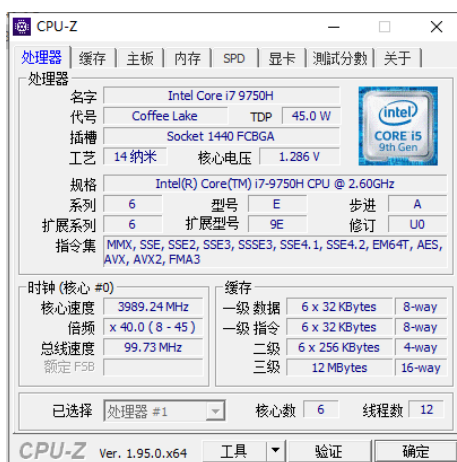 CPU-Z
处理器 缓存 主板 内存 SPD 显卡 測試分數 关于
处理器
名字 Intel Core i7 9750H
代号 Coffee Lake TDP 45.0 W
插槽 Socket 1440 FCBGA
工艺 14 纳米 核心电压 1.286 V
intel
CORE i5
9th Gen
规格 Intel(R) Core(TM) i7-9750H CPU @ 2.60GHz
系列 6 型号 E 步进 A
扩展系列 6 扩展型号 9E 修订 U0
指令集 MMX, SSE, SSE2, SSE3, SSSE3, SSE4.1, SSE4.2, EM64T, AES,
AVX, AVX2, FMA3
时钟 (核心 #0)
核心速度 3989.24 MHz
倍频 x 40.0 ( 8 - 45 )
总线速度 99.73 MHz
额定 FSB
缓存
一级 数据 6 x 32 KBytes 8-way
一级 指令 6 x 32 KBytes 8-way
二级 6 x 256 KBytes 4-way
三级 12 MBytes 16-way
已选择 处理器 #1 核心数 6 线程数 12
CPU-Z Ver. 1.95.0.x64 工具 验证 确定